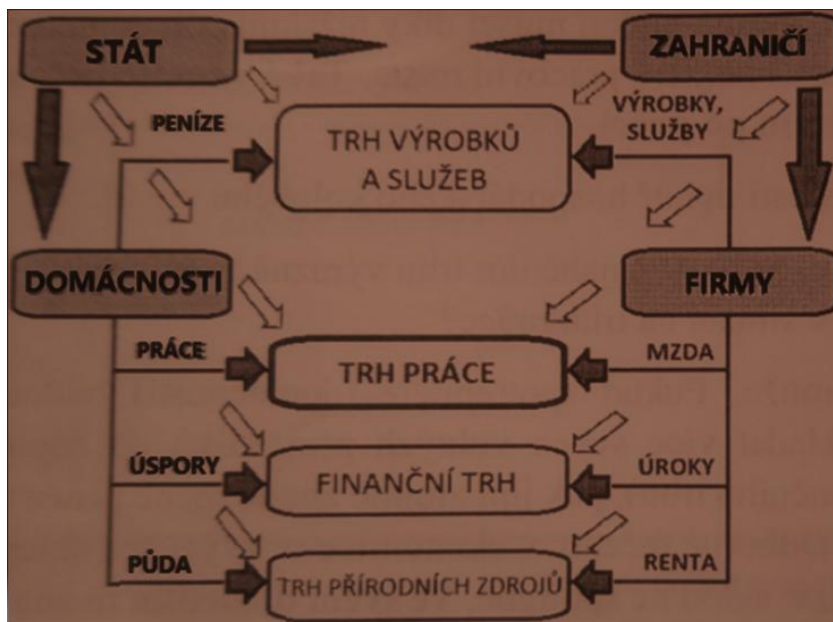 STÁT
ZAHRANIČÍ
PENÍZE
TRH VÝROBKŮ
A SLUŽEB
VÝROBKY,
SLUŽBY
DOMÁCNOSTI
FIRMY
PRÁCE
TRH PRÁCE
MZDA
ÚSPORY
FINANČNÍ TRH
ÚROKY
PŮDA
TRH PŘÍRODNÍCH ZDROJŮ
RENTA